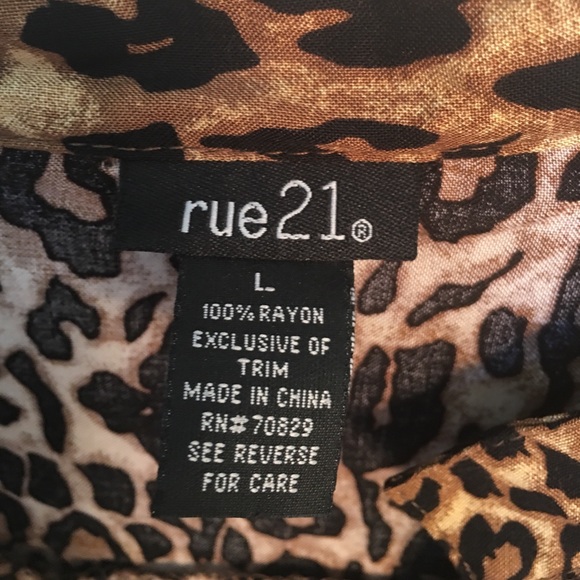 rue21®
L
100% RAYON
EXCLUSIVE OF
TRIM
MADE IN CHINA
RN#70829
SEE REVERSE
FOR CARE